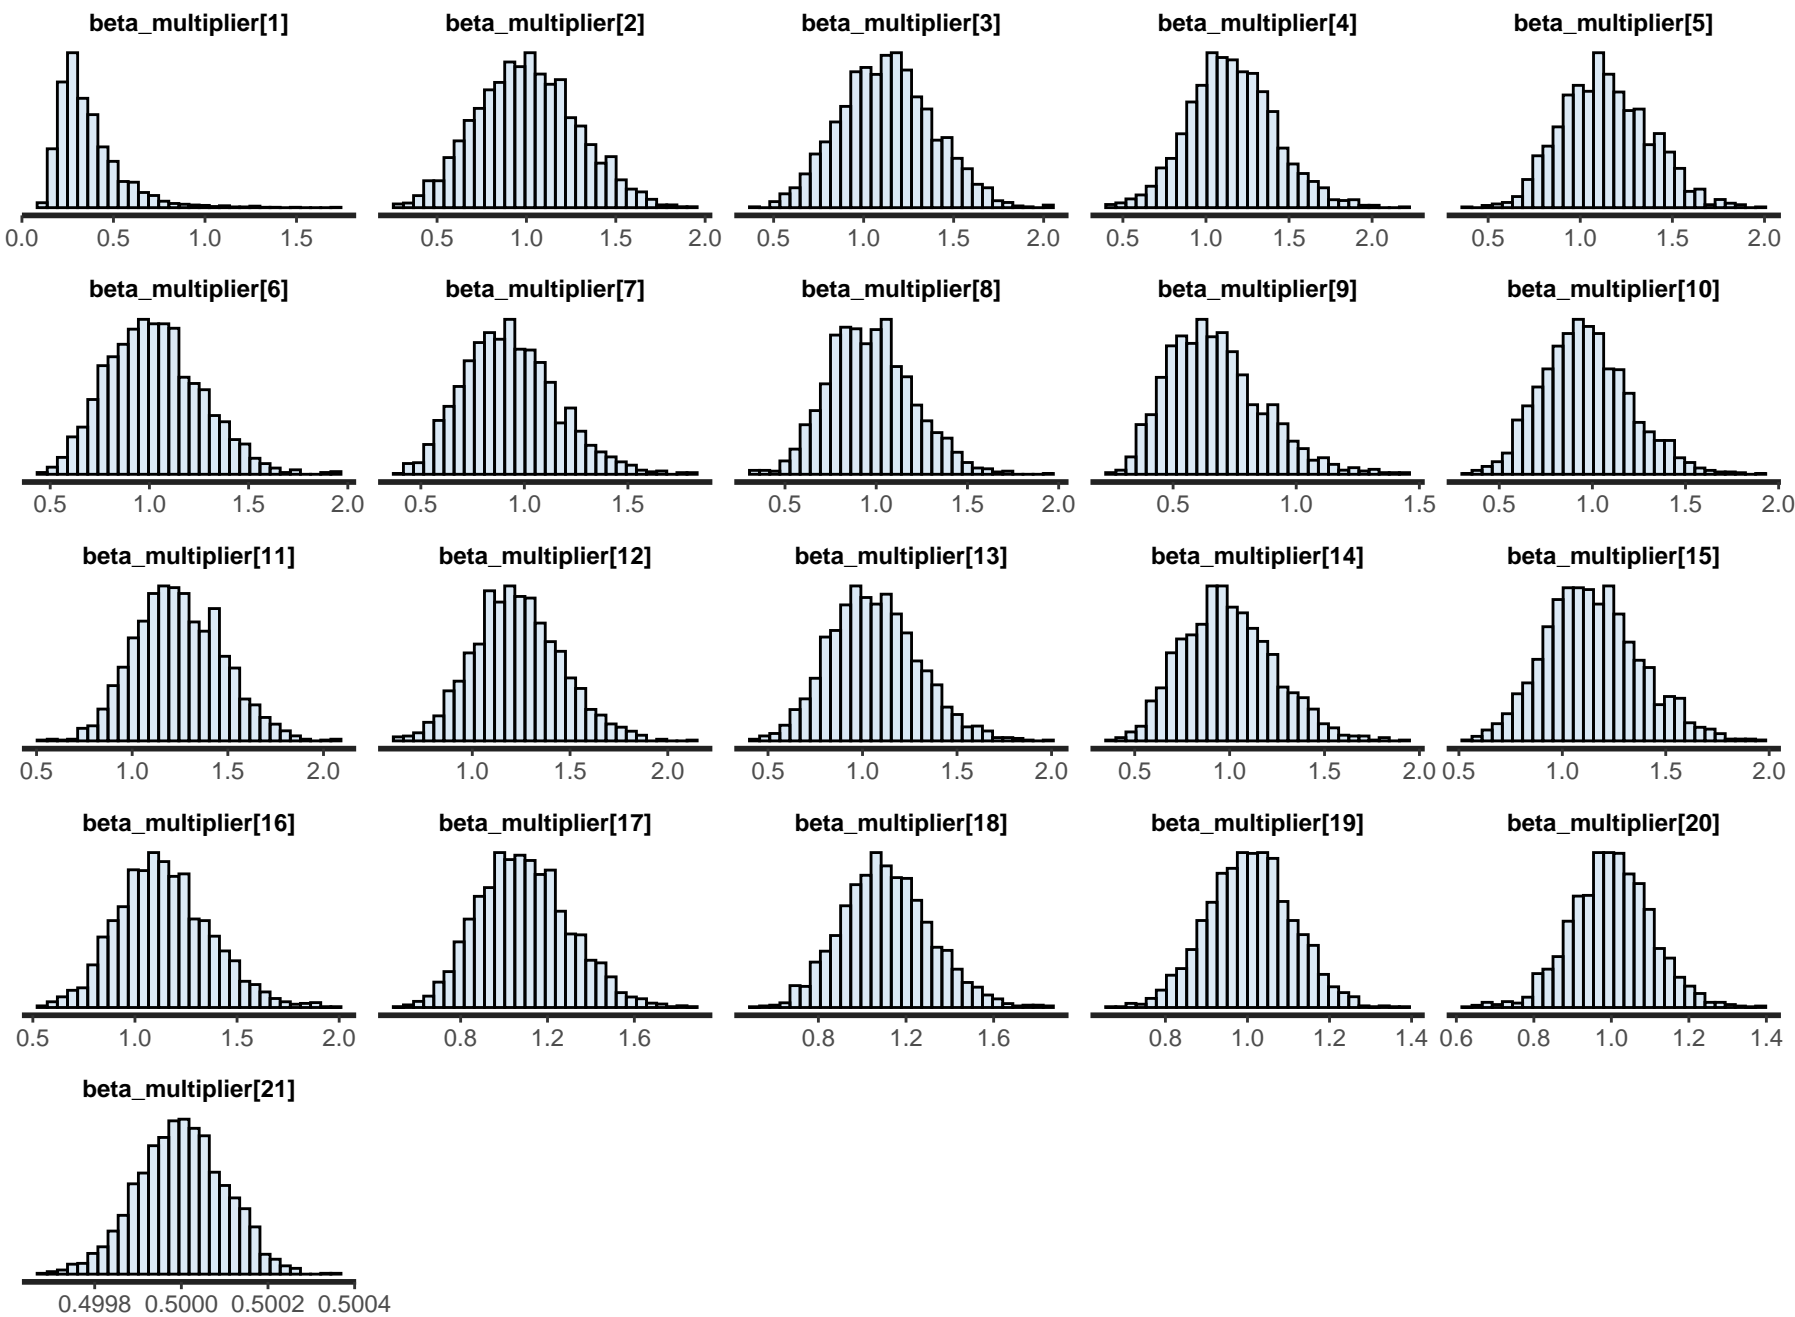 beta_multiplier[1] beta_multiplier[2] beta_multiplier[3] beta_multiplier[4] beta_multiplier[5]
0.0 0.5 1.0 1.5 0.5 1.0 1.5 2.0 0.5 1.0 1.5 2.0 0.5 1.0 1.5 2.0 0.5 1.0 1.5 2.0
beta_multiplier[6] beta_multiplier[7] beta_multiplier[8] beta_multiplier[9] beta_multiplier[10]
0.5 1.0 1.5 2.0 0.5 1.0 1.5 0.5 1.0 1.5 2.0 0.5 1.0 1.5 0.5 1.0 1.5 2.0
beta_multiplier[11] beta_multiplier[12] beta_multiplier[13] beta_multiplier[14] beta_multiplier[15]
0.5 1.0 1.5 2.0 1.0 1.5 2.0 0.5 1.0 1.5 2.0 0.5 1.0 1.5 2.0 0.5 1.0 1.5 2.0
beta_multiplier[16] beta_multiplier[17] beta_multiplier[18] beta_multiplier[19] beta_multiplier[20]
0.5 1.0 1.5 2.0 0.8 1.2 1.6 0.8 1.2 1.6 0.8 1.0 1.2 1.4 0.6 0.8 1.0 1.2 1.4
beta_multiplier[21]
0.4998 0.5000 0.5002 0.5004